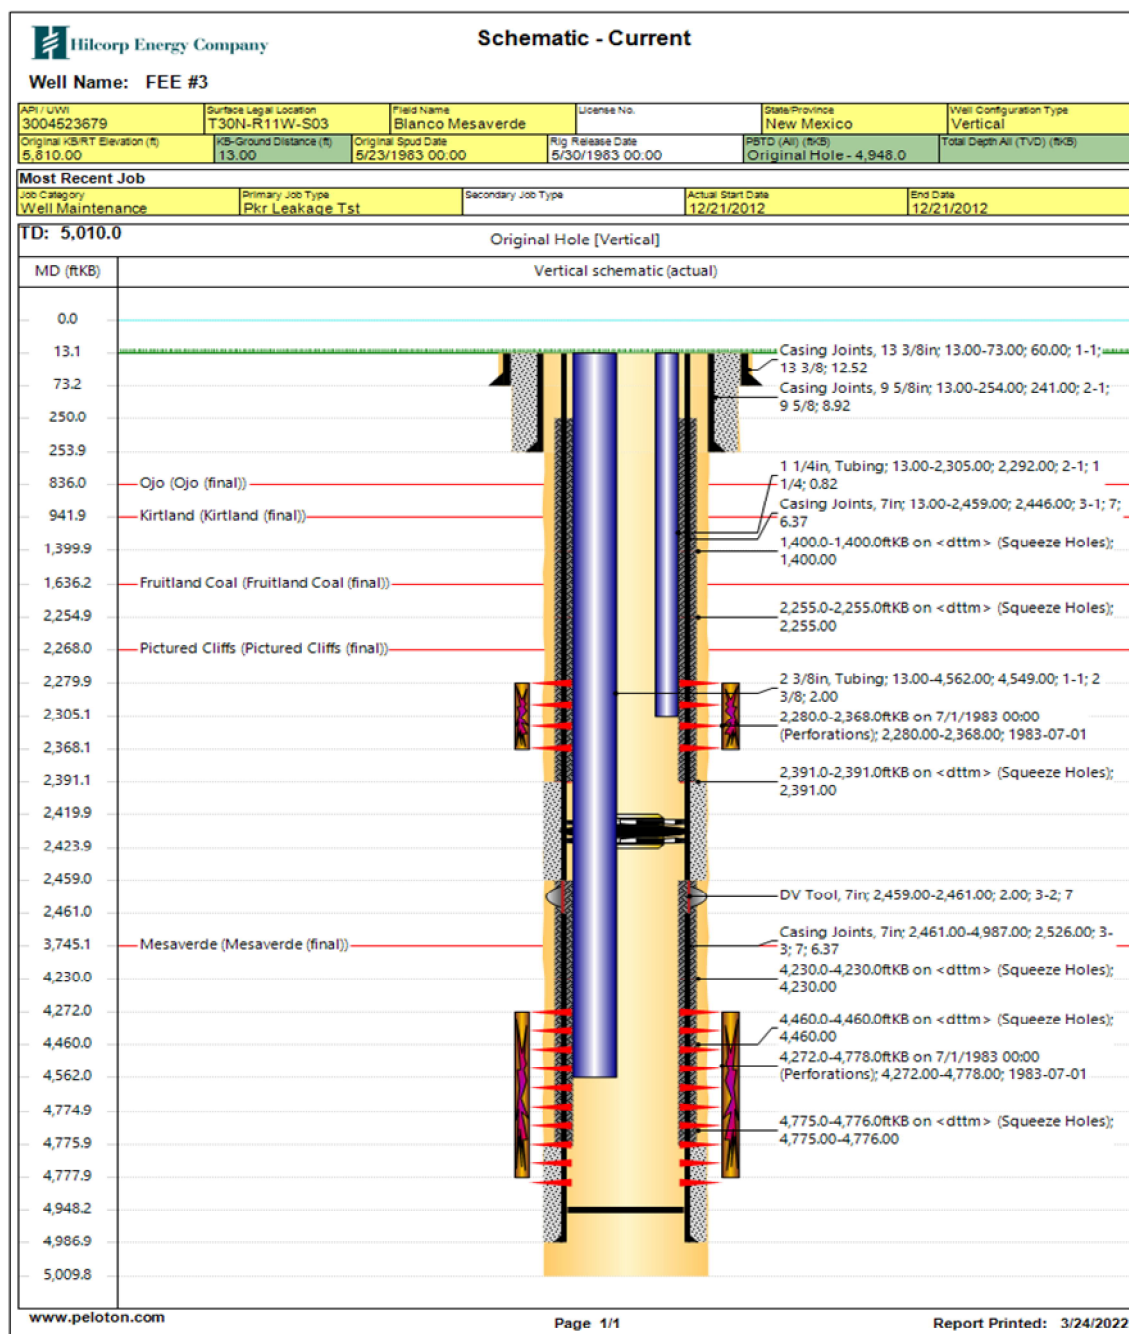 Hilcorp Energy Company
Schematic - Current
Well Name: FEE #3
API / UWI
3004523679
Surface Legal Location
T30N-R11W-S03
Field Name
Blanco Mesaverde
License No.
State/Province
New Mexico
Well Configuration Type
Vertical
Original KB/RT Elevation (ft)
5,810.00
KB-Ground Distance (ft)
13.00
Original Spud Date
5/23/1983 00:00
Rig Release Date
5/30/1983 00:00
PBTD (All) (ftKB)
Original Hole - 4,948.0
Total Depth All (TVD) (ftKB)
Most Recent Job
Job Category
Well Maintenance
Primary Job Type
Pkr Leakage Tst
Secondary Job Type
Actual Start Date
12/21/2012
End Date
12/21/2012
TD: 5,010.0
Original Hole [Vertical]
MD (ftKB)
Vertical schematic (actual)
0.0
13.1
73.2
250.0
253.9
836.0
941.9
1,399.9
1,636.2
2,254.9
2,268.0
2,279.9
2,305.1
2,368.1
2,391.1
2,419.9
2,423.9
2,459.0
2,461.0
3,745.1
4,230.0
4,272.0
4,460.0
4,562.0
4,774.9
4,775.9
4,777.9
4,948.2
4,986.9
5,009.8
Ojo (Ojo (final))
Kirtland (Kirtland (final))
Fruitland Coal (Fruitland Coal (final))
Pictured Cliffs (Pictured Cliffs (final))
Mesaverde (Mesaverde (final))
Casing Joints, 13 3/8in; 13.00-73.00; 60.00; 1-1;
13 3/8; 12.52
Casing Joints, 9 5/8in; 13.00-254.00; 241.00; 2-1;
9 5/8; 8.92
1 1/4in, Tubing; 13.00-2,305.00; 2,292.00; 2-1; 1
1/4; 0.82
Casing Joints, 7in; 13.00-2,459.00; 2,446.00; 3-1; 7;
6.37
1,400.0-1,400.0ftKB on <dttm> (Squeeze Holes);
1,400.00
2,255.0-2,255.0ftKB on <dttm> (Squeeze Holes);
2,255.00
2 3/8in, Tubing; 13.00-4,562.00; 4,549.00; 1-1; 2
3/8; 2.00
2,280.0-2,368.0ftKB on 7/1/1983 00:00
(Perforations); 2,280.00-2,368.00; 1983-07-01
2,391.0-2,391.0ftKB on <dttm> (Squeeze Holes);
2,391.00
DV Tool, 7in; 2,459.00-2,461.00; 2.00; 3-2; 7
Casing Joints, 7in; 2,461.00-4,987.00; 2,526.00; 3-
3; 7; 6.37
4,230.0-4,230.0ftKB on <dttm> (Squeeze Holes);
4,230.00
4,460.0-4,460.0ftKB on <dttm> (Squeeze Holes);
4,460.00
4,272.0-4,778.0ftKB on 7/1/1983 00:00
(Perforations); 4,272.00-4,778.00; 1983-07-01
4,775.0-4,776.0ftKB on <dttm> (Squeeze Holes);
4,775.00-4,776.00
www.peloton.com
Page 1/1
Report Printed: 3/24/2022